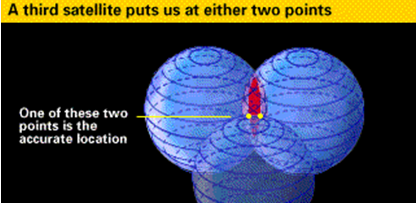 A third satellite puts us at either two points
One of these two
points is the
accurate location